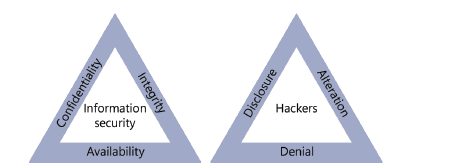 Confidentiality
Integrity
Information
security
Availability
Disclosure
Alteration
Hackers
Denial